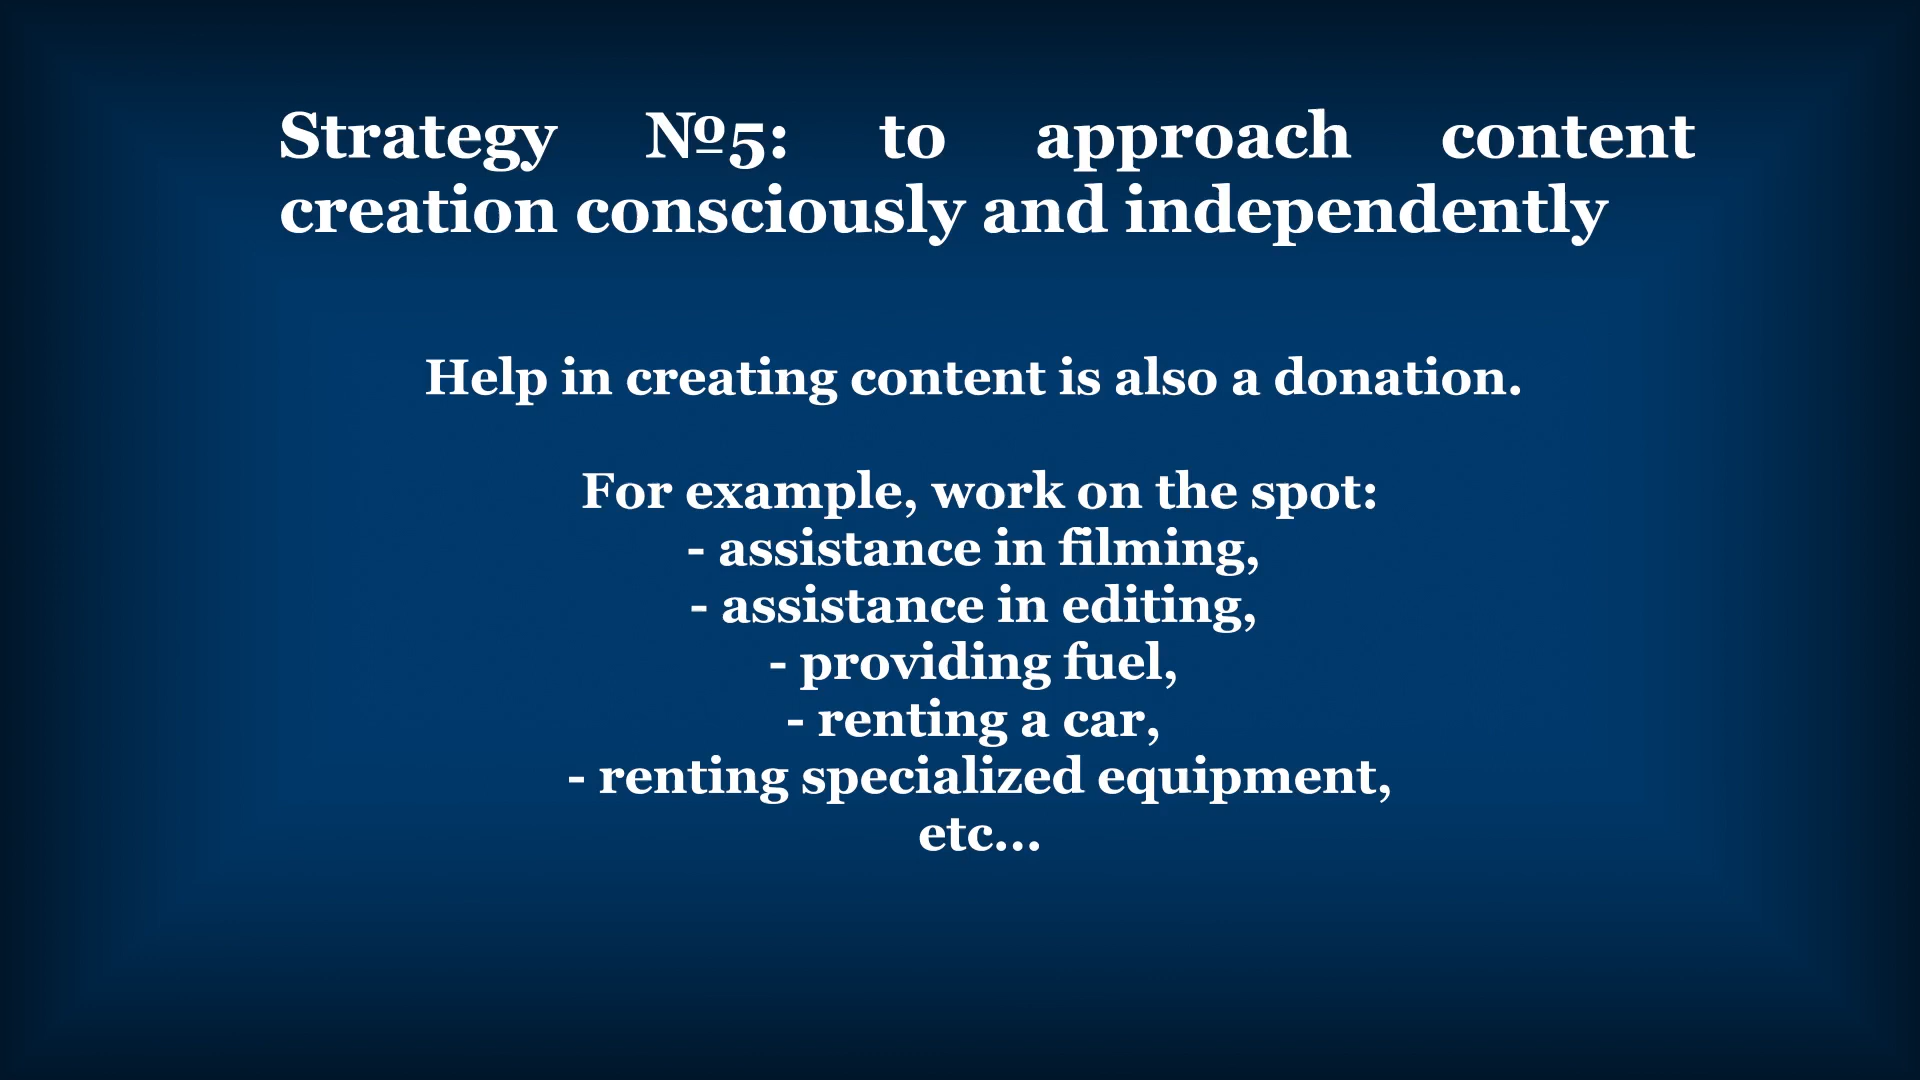 Strategy №5: to approach content
creation consciously and independently
Help in creating content is also a donation.
For example, work on the spot:
- assistance in filming,
- assistance in editing,
- providing fuel,
- renting a car,
- renting specialized equipment,
etc...